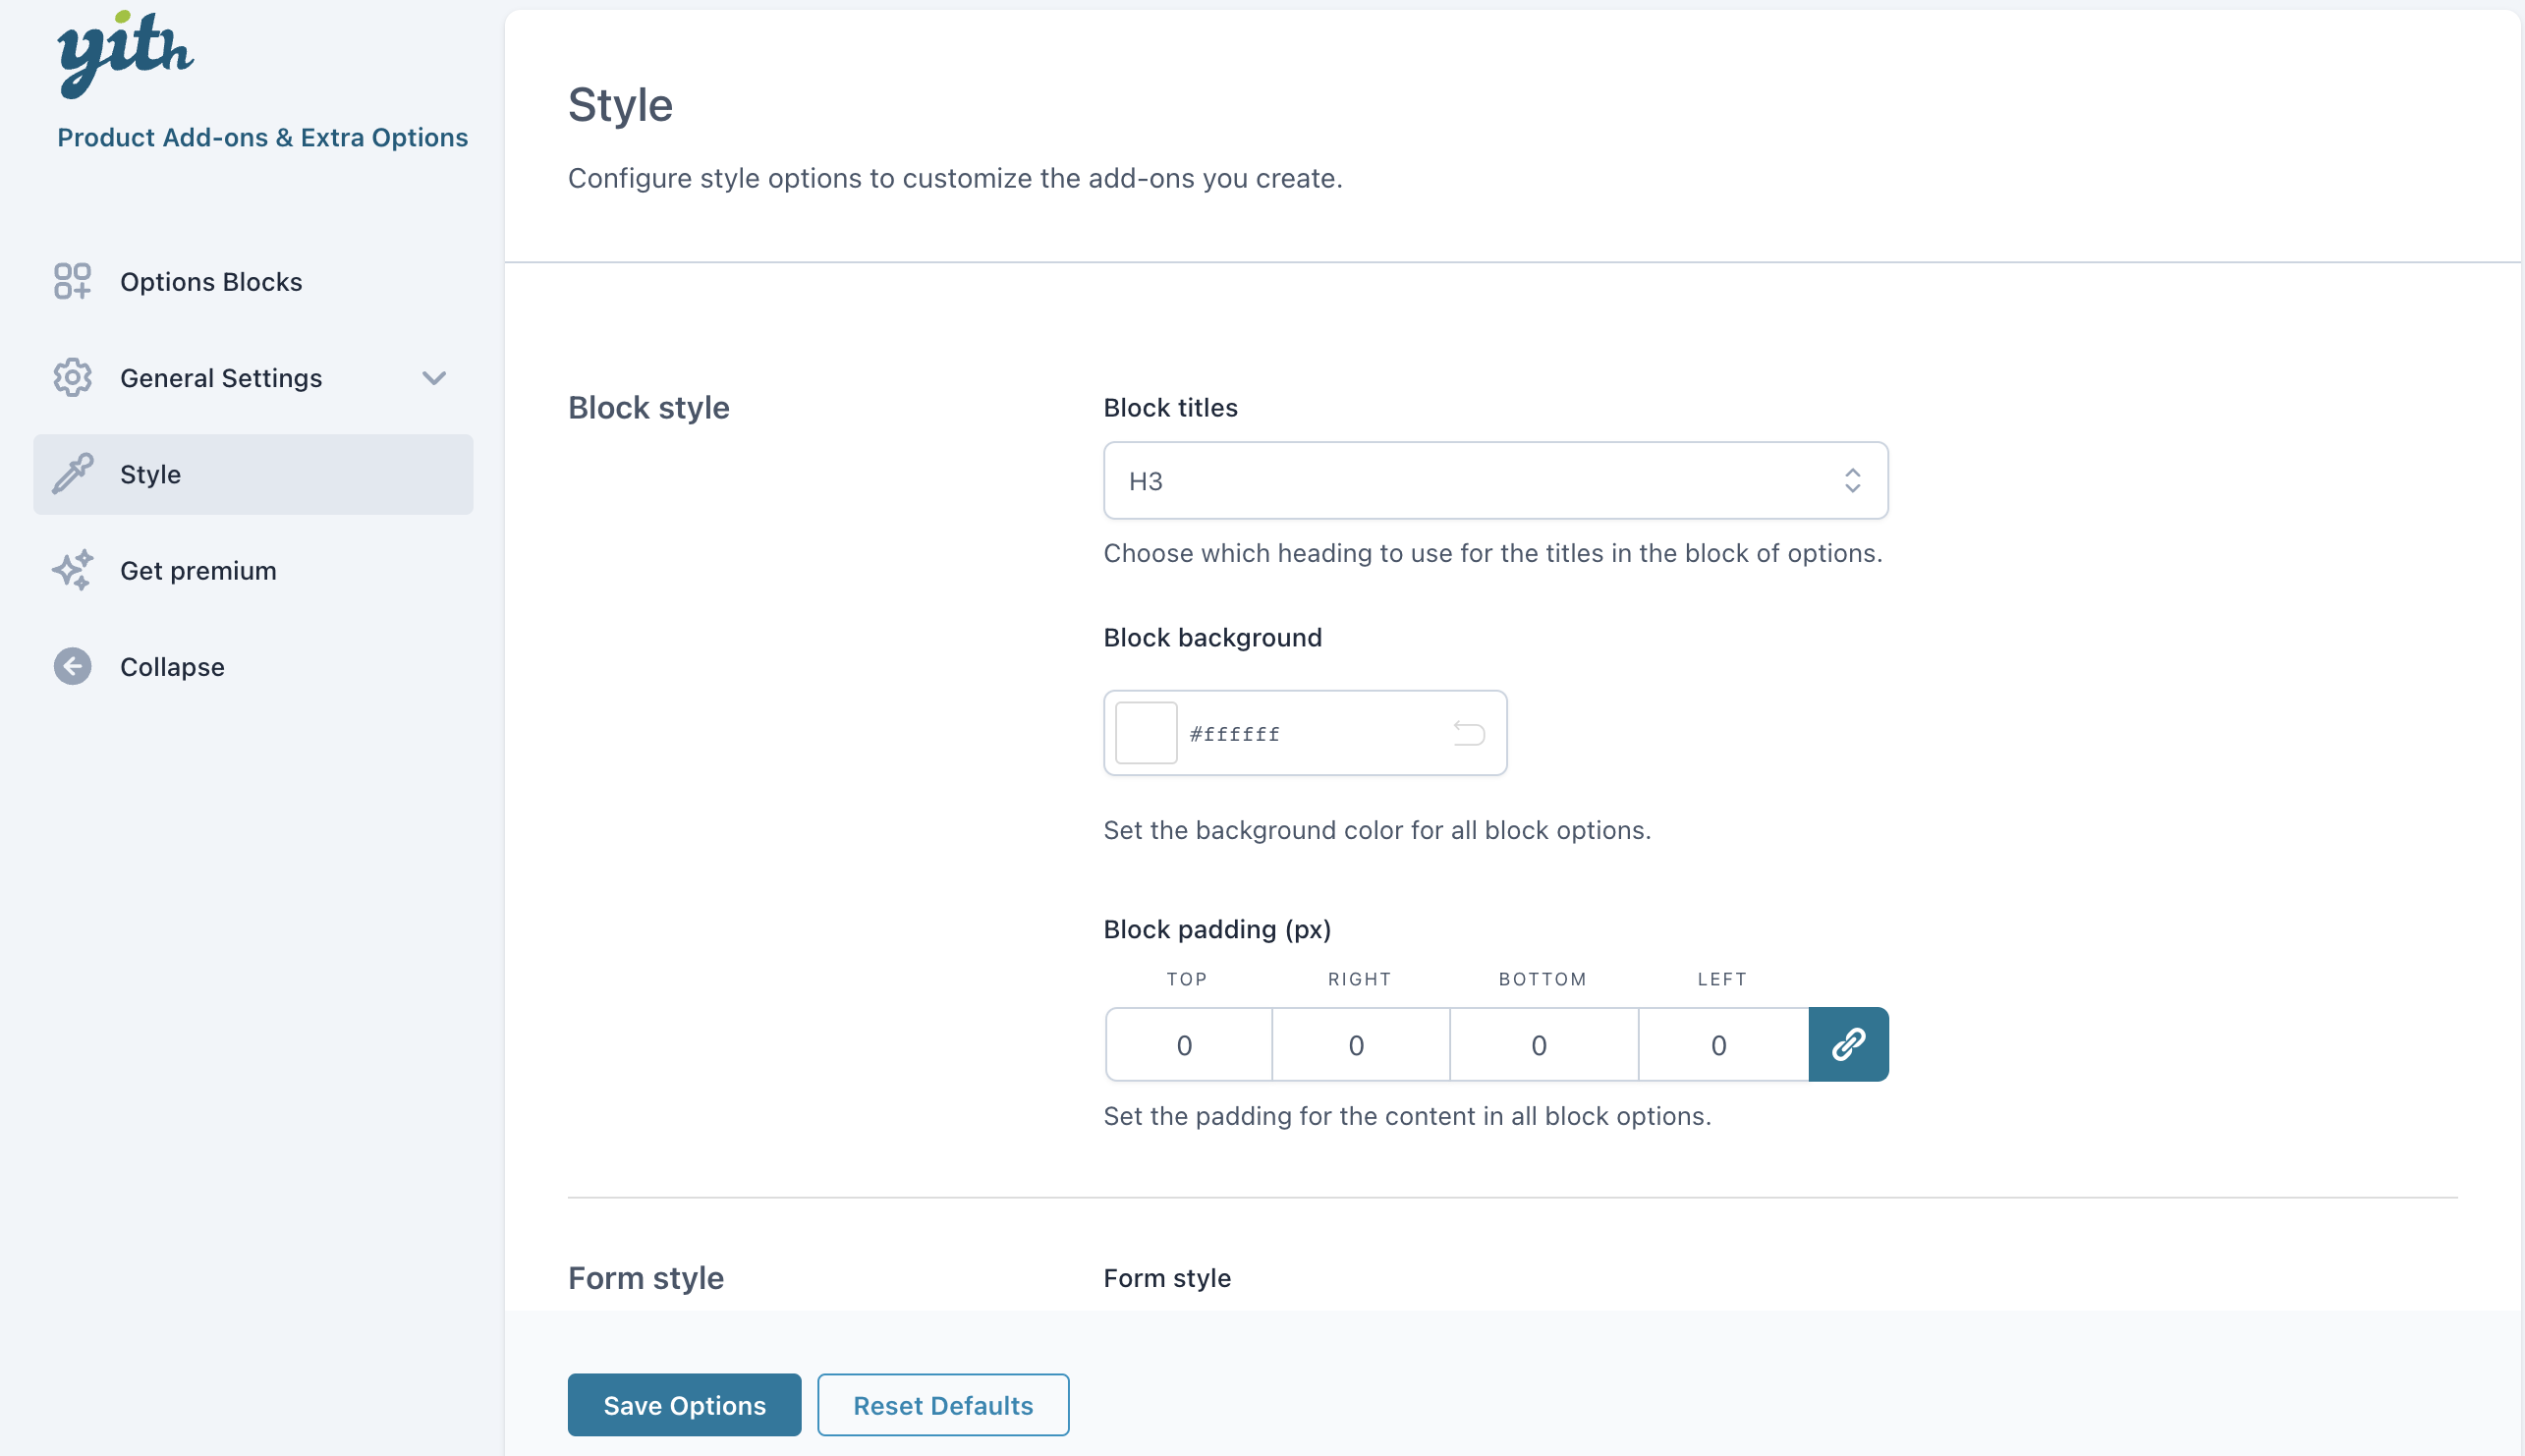 yith
Product Add-ons & Extra Options
Options Blocks
General Settings
Style
Get premium
Collapse
Style
Configure style options to customize the add-ons you create.
Block style
Block titles
H3
Choose which heading to use for the titles in the block of options.
Block background
#ffffff
Set the background color for all block options.
Block padding (px)
TOP RIGHT BOTTOM LEFT
0 0 0 0
Set the padding for the content in all block options.
Form style
Form style
Save Options Reset Defaults